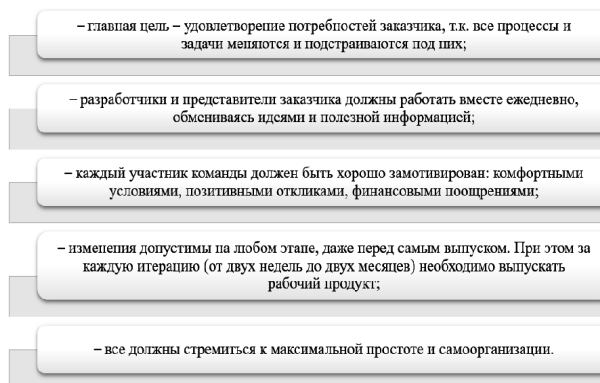 – главная цель – удовлетворение потребностей заказчика, т.к. все процессы и
задачи меняются и подстраиваются под них;
– разработчики и представители заказчика должны работать вместе ежедневно,
обмениваясь идеями и полезной информацией;
– каждый участник команды должен быть хорошо замотивирован: комфортными
условиями, позитивными откликами, финансовыми поощрениями;
– изменения допустимы на любом этапе, даже перед самым выпуском. При этом за
каждую итерацию (от двух недель до двух месяцев) необходимо выпускать
рабочий продукт;
– все должны стремиться к максимальной простоте и самоорганизации.